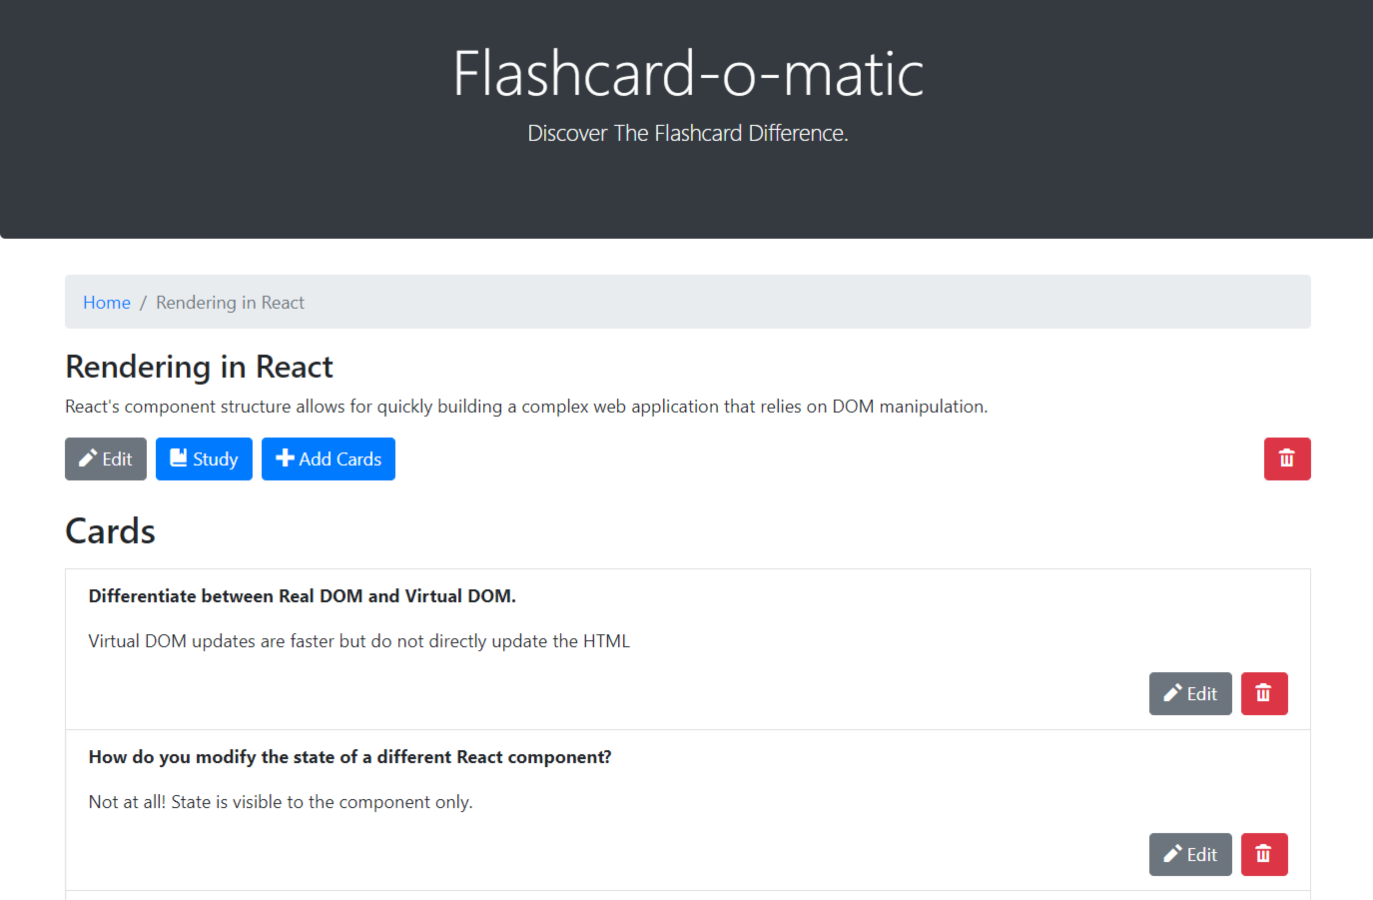 Flashcard-o-matic
Discover The Flashcard Difference.
Home / Rendering in React
Rendering in React
React's component structure allows for quickly building a complex web application that relies on DOM manipulation.
Edit Study Add Cards
Cards
Differentiate between Real DOM and Virtual DOM.
Virtual DOM updates are faster but do not directly update the HTML
Edit
How do you modify the state of a different React component?
Not at all! State is visible to the component only.
Edit